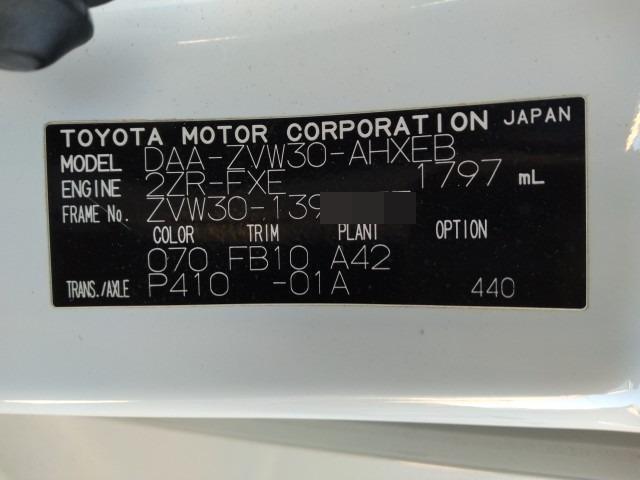 TOYOTA MOTOR CORPORATION JAPAN
MODEL DAA-ZVW30-AHXEB
ENGINE 2ZR-FXE 1797 mL
FRAME No. ZVW30-139
COLOR TRIM PLANT OPTION
070 FB10 A42
TRANS./AXLE P410 -01A 440